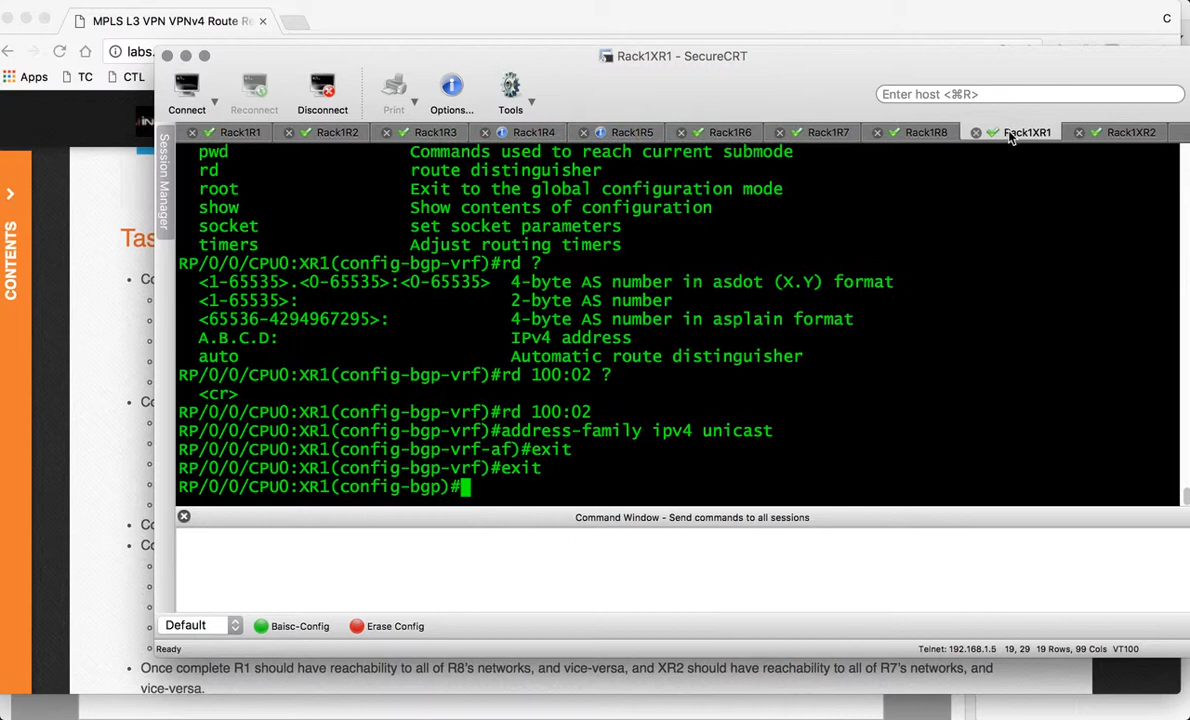 MPLS L3 VPN VPNv4 Route Re
C
labs.
Apps TC CTL
Rack1XR1 - SecureCRT
Connect Reconnect Disconnect Print Options... Tools
Enter host <⌘R>
Session Manager
Rack1R1 Rack1R2 Rack1R3 Rack1R4 Rack1R5 Rack1R6 Rack1R7 Rack1R8 Rack1XR1 Rack1XR2
pwd Commands used to reach current submode
rd route distinguisher
root Exit to the global configuration mode
show Show contents of configuration
socket set socket parameters
timers Adjust routing timers
RP/0/0/CPU0:XR1(config-bgp-vrf)#rd ?
<1-65535>.<0-65535>:<0-65535> 4-byte AS number in asdot (X.Y) format
<1-65535>: 2-byte AS number
<65536-4294967295>: 4-byte AS number in asplain format
A.B.C.D: IPv4 address
auto Automatic route distinguisher
RP/0/0/CPU0:XR1(config-bgp-vrf)#rd 100:02 ?
<cr>
RP/0/0/CPU0:XR1(config-bgp-vrf)#rd 100:02
RP/0/0/CPU0:XR1(config-bgp-vrf)#address-family ipv4 unicast
RP/0/0/CPU0:XR1(config-bgp-vrf-af)#exit
RP/0/0/CPU0:XR1(config-bgp-vrf)#exit
RP/0/0/CPU0:XR1(config-bgp)#
Command Window - Send commands to all sessions
Default Baisc-Config Erase Config
Ready Telnet: 192.168.1.5 19, 29 19 Rows, 99 Cols VT100
CONTENTS
Tas
Co
Co
Co
Co
Once complete R1 should have reachability to all of R8's networks, and vice-versa, and XR2 should have reachability to all of R7's networks, and
vice-versa.